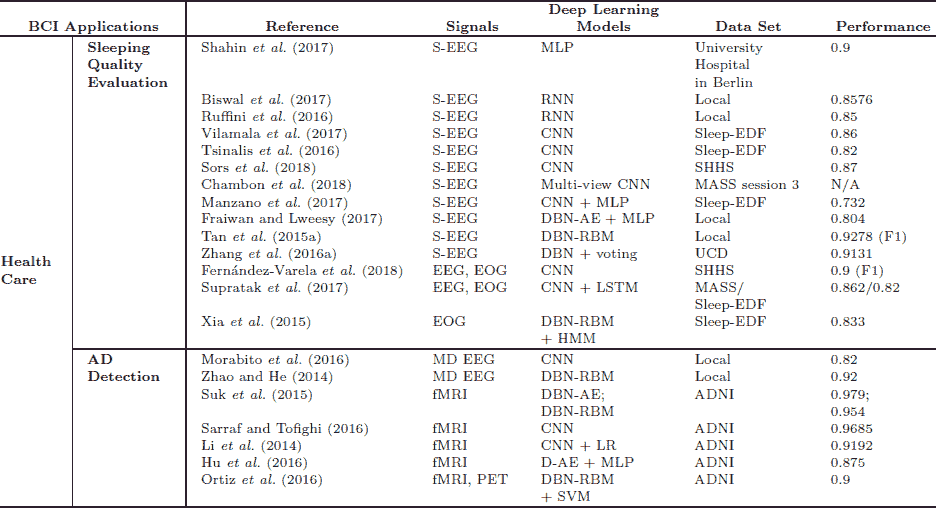 BCI Applications Reference Signals Deep Learning Models Data Set Performance
Health Care
Sleeping Quality Evaluation
Shahin et al. (2017) S-EEG MLP University Hospital in Berlin 0.9
Biswal et al. (2017) S-EEG RNN Local 0.8576
Ruffini et al. (2016) S-EEG RNN Local 0.85
Vilamala et al. (2017) S-EEG CNN Sleep-EDF 0.86
Tsinalis et al. (2016) S-EEG CNN Sleep-EDF 0.82
Sors et al. (2018) S-EEG CNN SHHS 0.87
Chambon et al. (2018) S-EEG Multi-view CNN MASS session 3 N/A
Manzano et al. (2017) S-EEG CNN + MLP Sleep-EDF 0.732
Fraiwan and Lweesy (2017) S-EEG DBN-AE + MLP Local 0.804
Tan et al. (2015a) S-EEG DBN-RBM Local 0.9278 (F1)
Zhang et al. (2016a) S-EEG DBN + voting UCD 0.9131
Fernández-Varela et al. (2018) EEG, EOG CNN SHHS 0.9 (F1)
Supratak et al. (2017) EEG, EOG CNN + LSTM MASS/ Sleep-EDF 0.862/0.82
Xia et al. (2015) EOG DBN-RBM + HMM Sleep-EDF 0.833
AD Detection
Morabito et al. (2016) MD EEG CNN Local 0.82
Zhao and He (2014) MD EEG DBN-RBM Local 0.92
Suk et al. (2015) fMRI DBN-AE; DBN-RBM ADNI 0.979; 0.954
Sarraf and Tofighi (2016) fMRI CNN ADNI 0.9685
Li et al. (2014) fMRI CNN + LR ADNI 0.9192
Hu et al. (2016) fMRI D-AE + MLP ADNI 0.875
Ortiz et al. (2016) fMRI, PET DBN-RBM + SVM ADNI 0.9